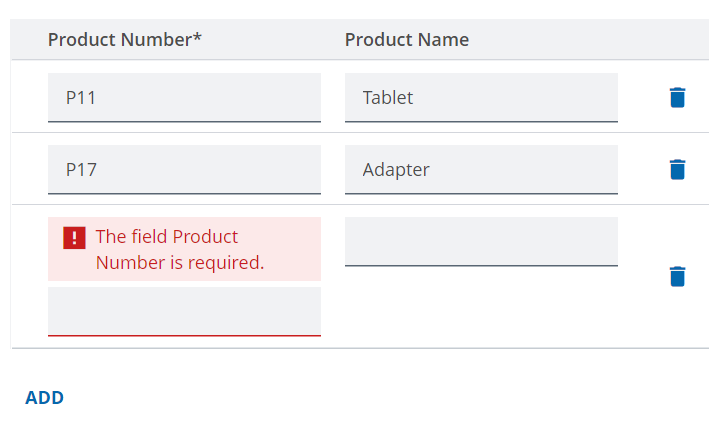 Product Number* Product Name
P11 Tablet
P17 Adapter
! The field Product
Number is required.
ADD